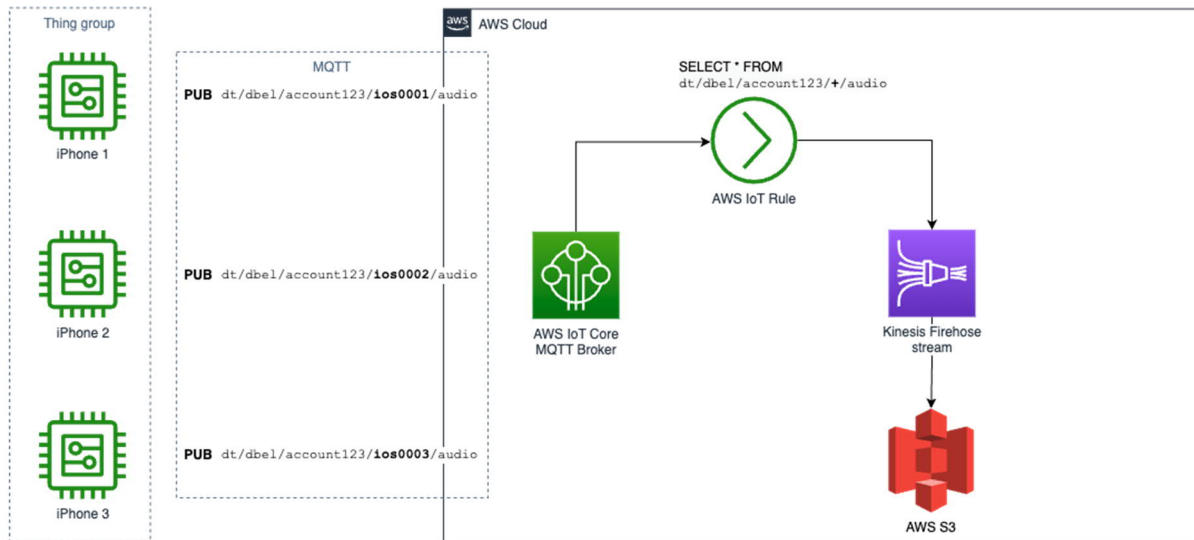 Thing group
aws AWS Cloud
MQTT
SELECT * FROM
dt/dbel/account123/+/audio
PUB dt/dbel/account123/ios0001/audio
iPhone 1
AWS IoT Rule
PUB dt/dbel/account123/ios0002/audio
iPhone 2
AWS IoT Core
MQTT Broker
Kinesis Firehose
stream
PUB dt/dbel/account123/ios0003/audio
iPhone 3
AWS S3